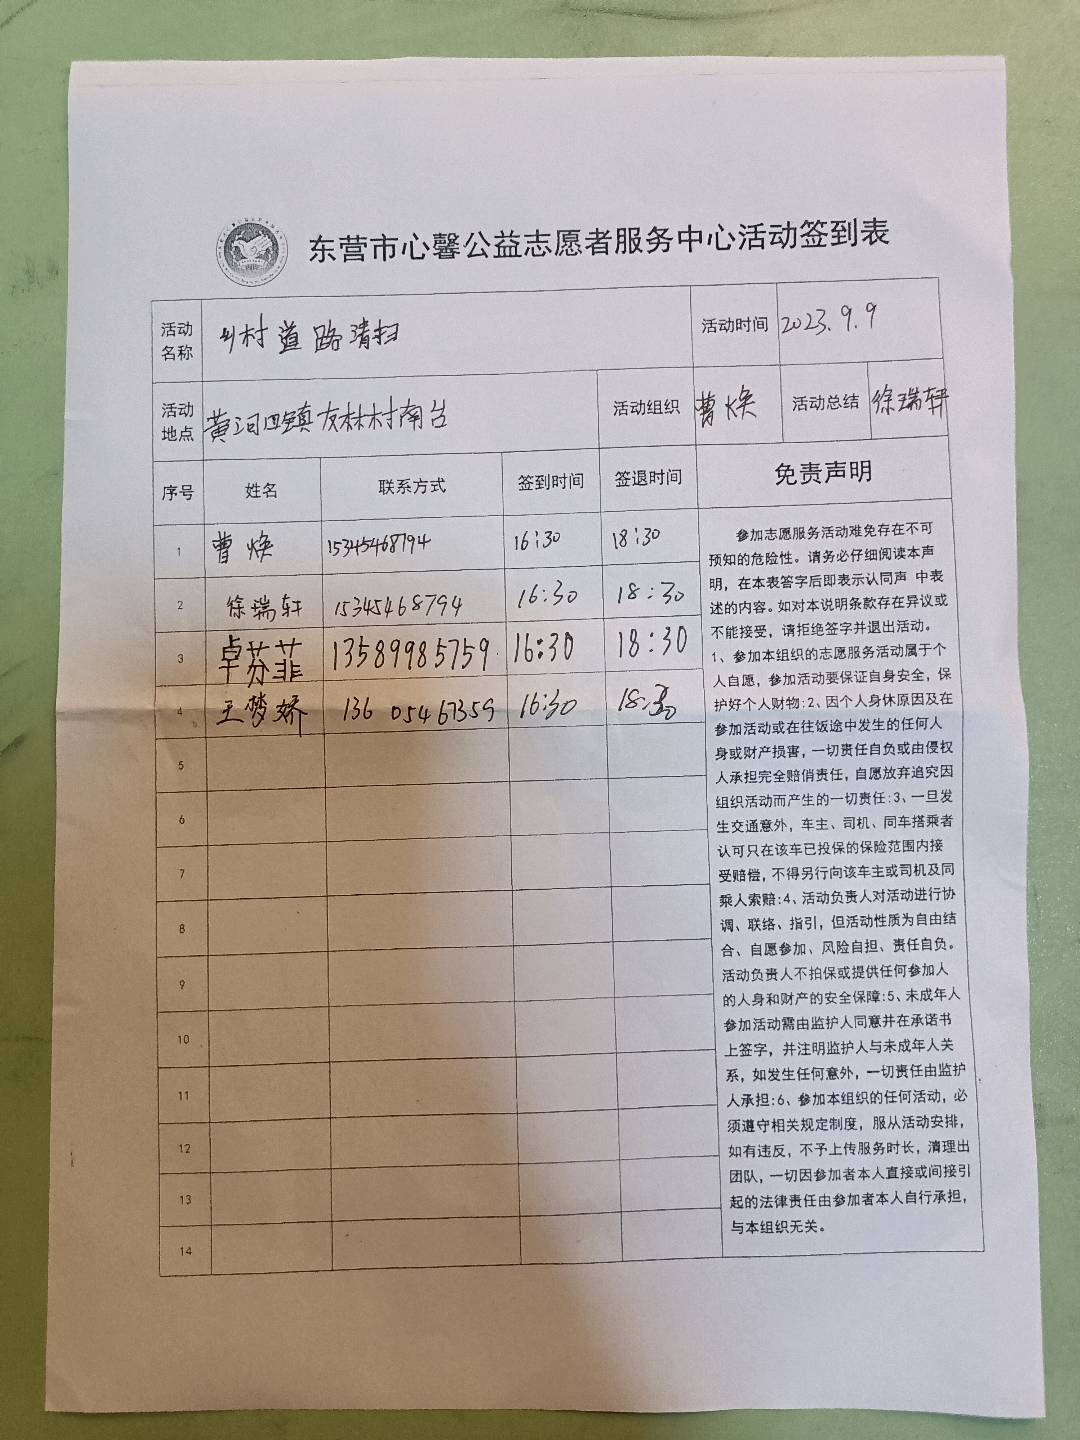 东营市心馨公益志愿者服务中心活动签到表
活动名称 乡村道路清扫 活动时间 2023.9.9
活动地点 黄河口镇友林村南台 活动组织 曹焕 活动总结 徐瑞轩
序号 姓名 联系方式 签到时间 签退时间 免责声明
1 曹焕 15345468794 16:30 18:30
2 徐瑞轩 15345468794 16:30 18:30
3 卓芬菲 13589985759 16:30 18:30
4 王梦娇 13605467359 16:30 18:30
5
6
7
8
9
10
11
12
13
14
参加志愿服务活动难免存在不可
预知的危险性。请务必仔细阅读本声
明，在本表答字后即表示认同声 中表
述的内容。如对本说明条款存在异议或
不能接受，请拒绝签字并退出活动。
1、参加本组织的志愿服务活动属于个
人自愿，参加活动要保证自身安全，保
护好个人财物:2、因个人身休原因及在
参加活动或在往饭途中发生的任何人
身或财产损害，一切责任自负或由侵权
人承担完全赔俏责任，自愿放弃追究因
组织活动而产生的一切责任:3、一旦发
生交通意外，车主、司机、同车搭乘者
认可只在该车已投保的保险范围内接
受赔偿，不得另行向该车主或司机及同
乘人索赔:4、活动负责人对活动进行协
调、联络、指引，但活动性质为自由结
合、自愿参加、风险自担、责任自负。
活动负责人不拍保或提供任何参加人
的人身和财产的安全保障:5、未成年人
参加活动需由监护人同意并在承诺书
上签字，并注明监护人与未成年人关
系，如发生任何意外，一切责任由监护
人承担:6、参加本组织的任何活动，必
须遵守相关规定制度，服从活动安排，
如有违反，不予上传服务时长，清理出
团队，一切因参加者本人直接或间接引
起的法律责任由参加者本人自行承担，
与本组织无关。